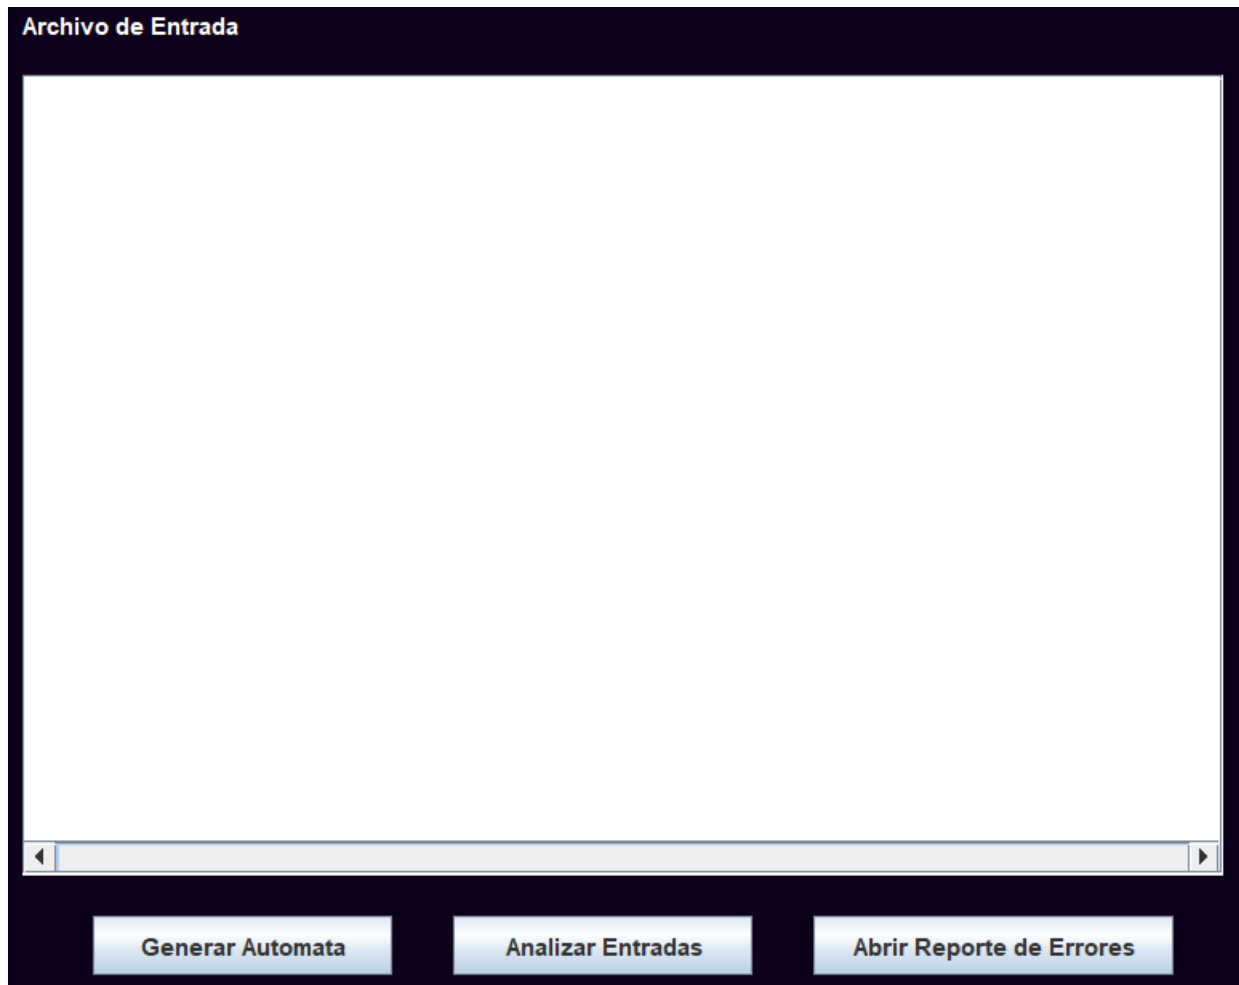 Archivo de Entrada
Generar Automata
Analizar Entradas
Abrir Reporte de Errores